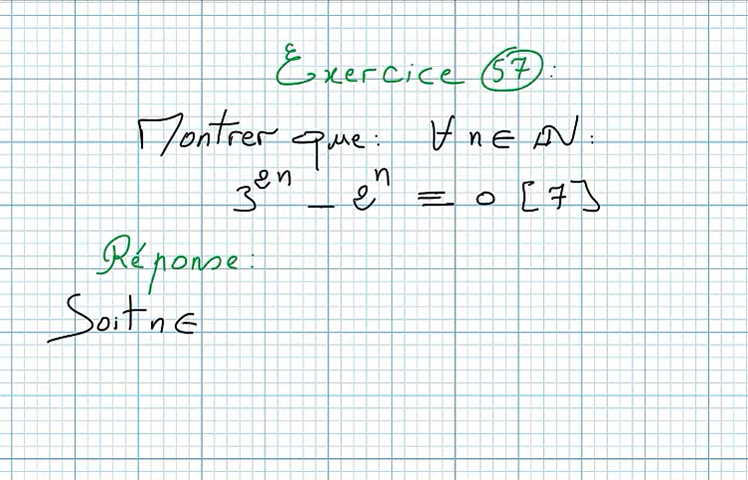 Exercice 57:
Montrer que: ∀ n ∈ ℕ:
3^{2n} - 2^n ≡ 0 [7]
Réponse:
Soit n ∈